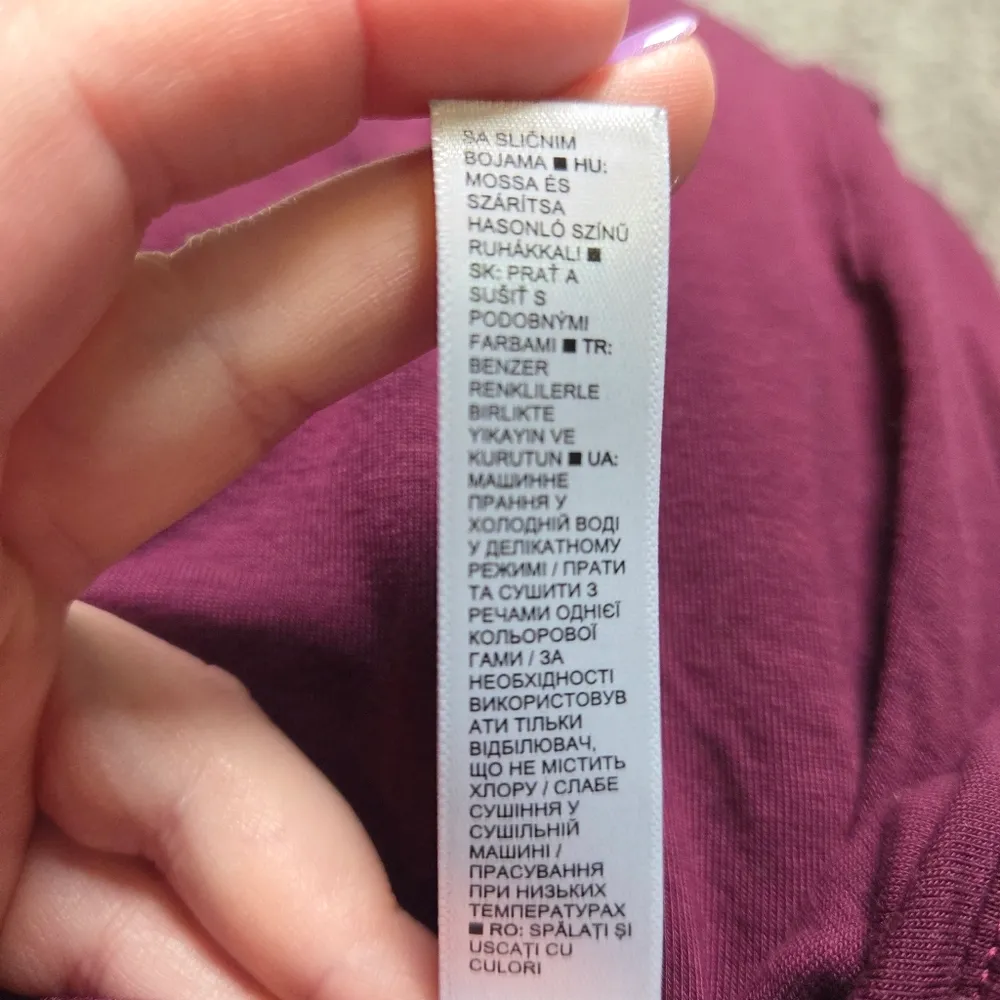 SA SLIČNIM
BOJAMA ■ HU:
MOSSA ÉS
SZÁRÍTSA
HASONLÓ SZÍNŰ
RUHÁKKAL! ■
SK: PRAŤ A
SUŠIŤ S
PODOBNÝMI
FARBAMI ■ TR:
BENZER
RENKLILERLE
BIRLIKTE
YIKAYIN VE
KURUTUN ■ UA:
МАШИННЕ
ПРАННЯ У
ХОЛОДНІЙ ВОДІ
У ДЕЛІКАТНОМУ
РЕЖИМІ / ПРАТИ
ТА СУШИТИ З
РЕЧАМИ ОДНІЄЇ
КОЛЬОРОВОЇ
ГАМИ / ЗА
НЕОБХІДНОСТІ
ВИКОРИСТОВУВ
АТИ ТІЛЬКИ
ВІДБІЛЮВАЧ,
ЩО НЕ МІСТИТЬ
ХЛОРУ / СЛАБЕ
СУШІННЯ У
СУШІЛЬНІЙ
МАШИНІ /
ПРАСУВАННЯ
ПРИ НИЗЬКИХ
ТЕМПЕРАТУРАХ
■ RO: SPĂLAȚI ȘI
USCAȚI CU
CULORI